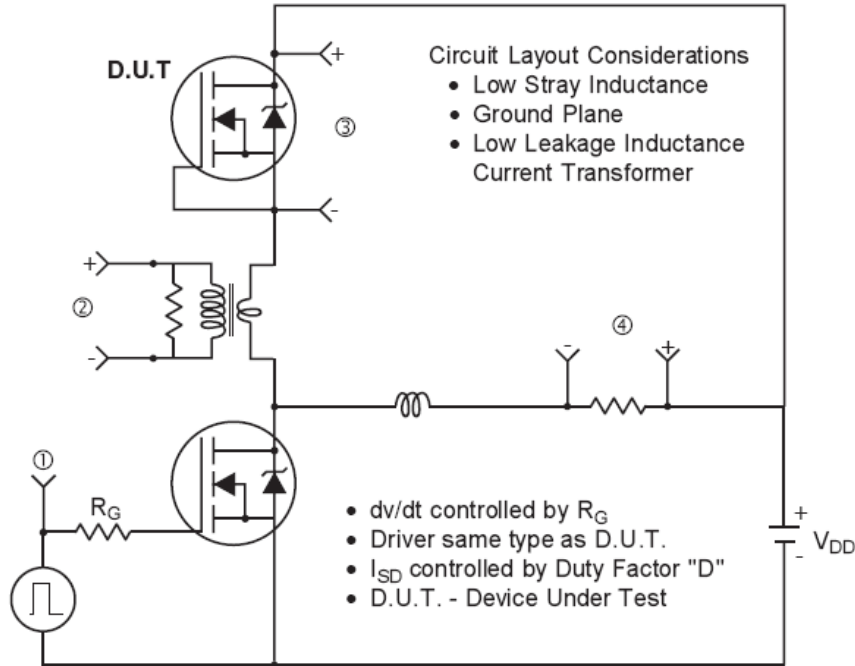 D.U.T
+
Circuit Layout Considerations
• Low Stray Inductance
• Ground Plane
• Low Leakage Inductance
Current Transformer
③
-
+
②
-
④
-
+
①
R_G
• dv/dt controlled by R_G
• Driver same type as D.U.T.
• I_SD controlled by Duty Factor "D"
• D.U.T. - Device Under Test
+
V_DD
-